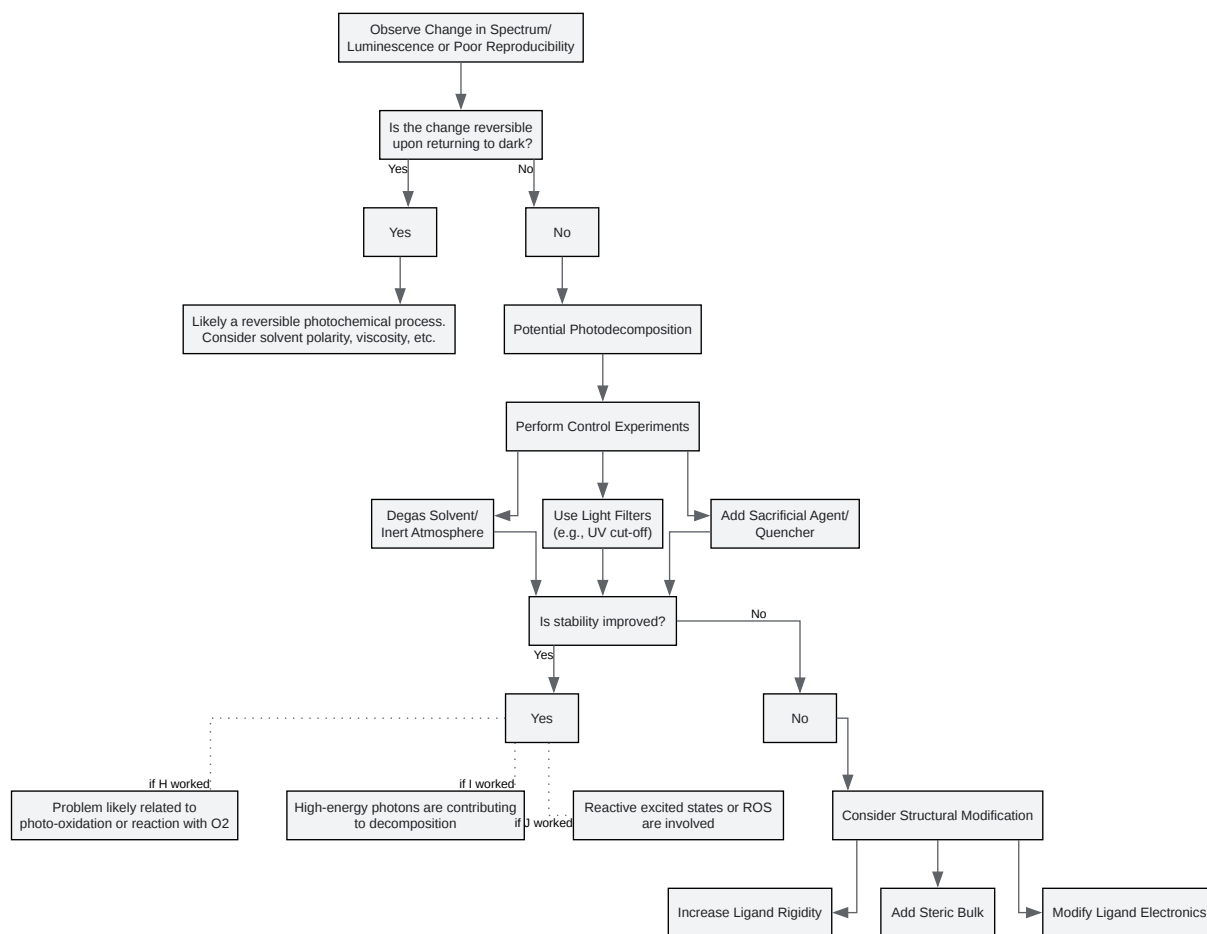 Observe Change in Spectrum/
Luminescence or Poor Reproducibility
Is the change reversible
upon returning to dark?
Yes
No
Yes
No
Likely a reversible photochemical process.
Consider solvent polarity, viscosity, etc.
Potential Photodecomposition
Perform Control Experiments
Degas Solvent/
Inert Atmosphere
Use Light Filters
(e.g., UV cut-off)
Add Sacrificial Agent/
Quencher
Is stability improved?
No
Yes
Yes
No
if H worked
Problem likely related to
photo-oxidation or reaction with O2
if I worked
High-energy photons are contributing
to decomposition
if J worked
Reactive excited states or ROS
are involved
Consider Structural Modification
Increase Ligand Rigidity
Add Steric Bulk
Modify Ligand Electronics